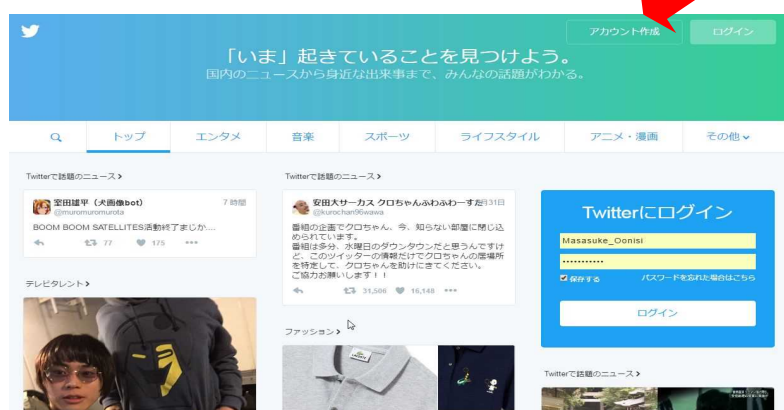 アカウント作成
ログイン
「いま」起きていることを見つけよう。
国内のニュースから身近な出来事まで、みんなの話題がわかる。
トップ
エンタメ
音楽
スポーツ
ライフスタイル
アニメ・漫画
その他
Twitterで話題のニュース
室田雄平（犬画像bot）
7 時間
@muromuromurota
BOOM BOOM SATELLITES活動終了まじか....
77
175
テレビタレント
Twitterで話題のニュース
安田大サーカス クロちゃんふわふわーすた
31日
@kurochan96wawa
番組の企画でクロちゃん、今、知らない部屋に閉じ込
められています。
番組は多分、水曜日のダウンタウンだと思うんですけ
ど、このツイッターの情報だけでクロちゃんの居場所
を特定して、クロちゃんを助けにきてください。
ご協力お願いします！！
31,506
16,148
ファッション
Twitterにログイン
Masasuke_Oonisi
保存する
パスワードを忘れた場合はこちら
ログイン
Twitterで話題のニュース